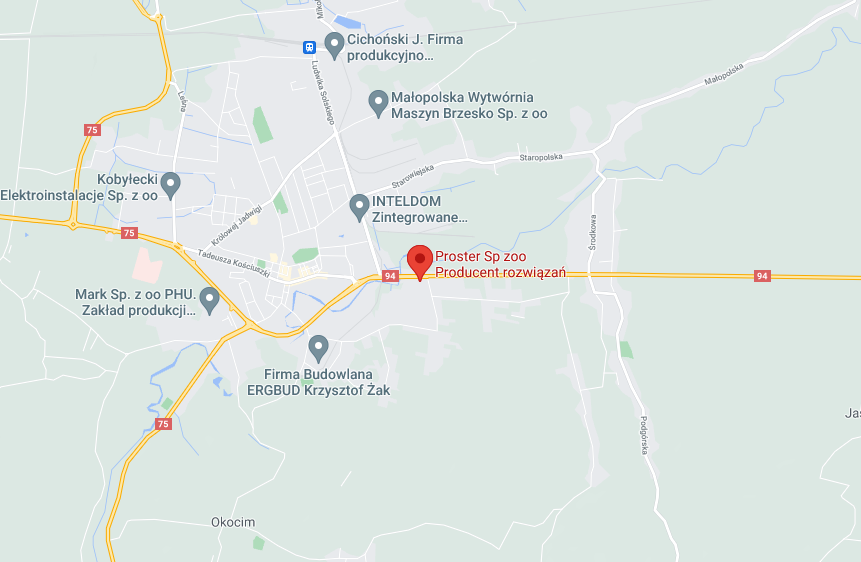 Cichoński J. Firma
produkcyjno...
Ludwika Solskiego
Małopolska
Leśna
Małopolska Wytwórnia
Maszyn Brzesko Sp. z oo
75
Staropolska
Kobyłecki
Elektroinstalacje Sp. z oo
Starowiejska
INTELDOM
Zintegrowane...
Królowej Jadwigi
75
Środkowa
Tadeusza Kościuszki
Proster Sp zoo
Producent rozwiązań
94
94
Mark Sp. z oo PHU.
Zakład produkcji...
Firma Budowlana
ERGBUD Krzysztof Żak
75
Podgórska
Okocim